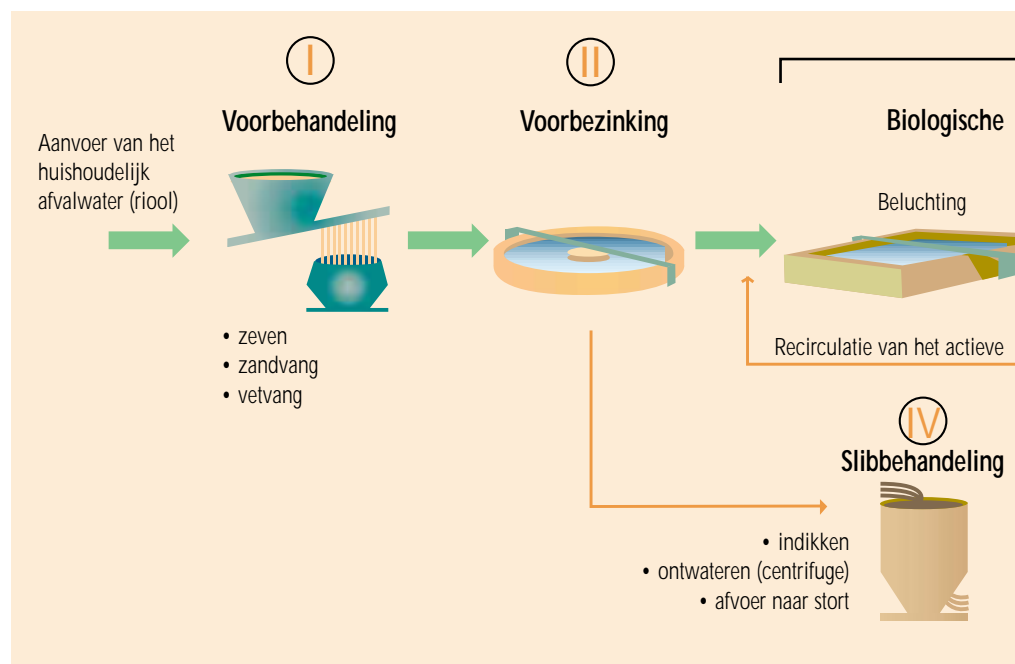 I
Voorbehandeling
II
Voorbezinking
Biologische
Aanvoer van het
huishoudelijk
afvalwater (riool)
Beluchting
• zeven
• zandvang
• vetvang
Recirculatie van het actieve
IV
Slibbehandeling
• indikken
• ontwateren (centrifuge)
• afvoer naar stort